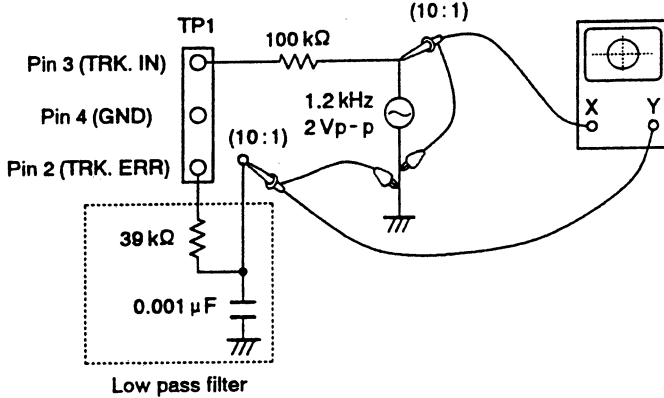 TP1
(10 : 1)
100 kΩ
Pin 3 (TRK. IN)
1.2 kHz
2 Vp - p
X Y
Pin 4 (GND)
(10 : 1)
Pin 2 (TRK. ERR)
39 kΩ
0.001 µF
Low pass filter